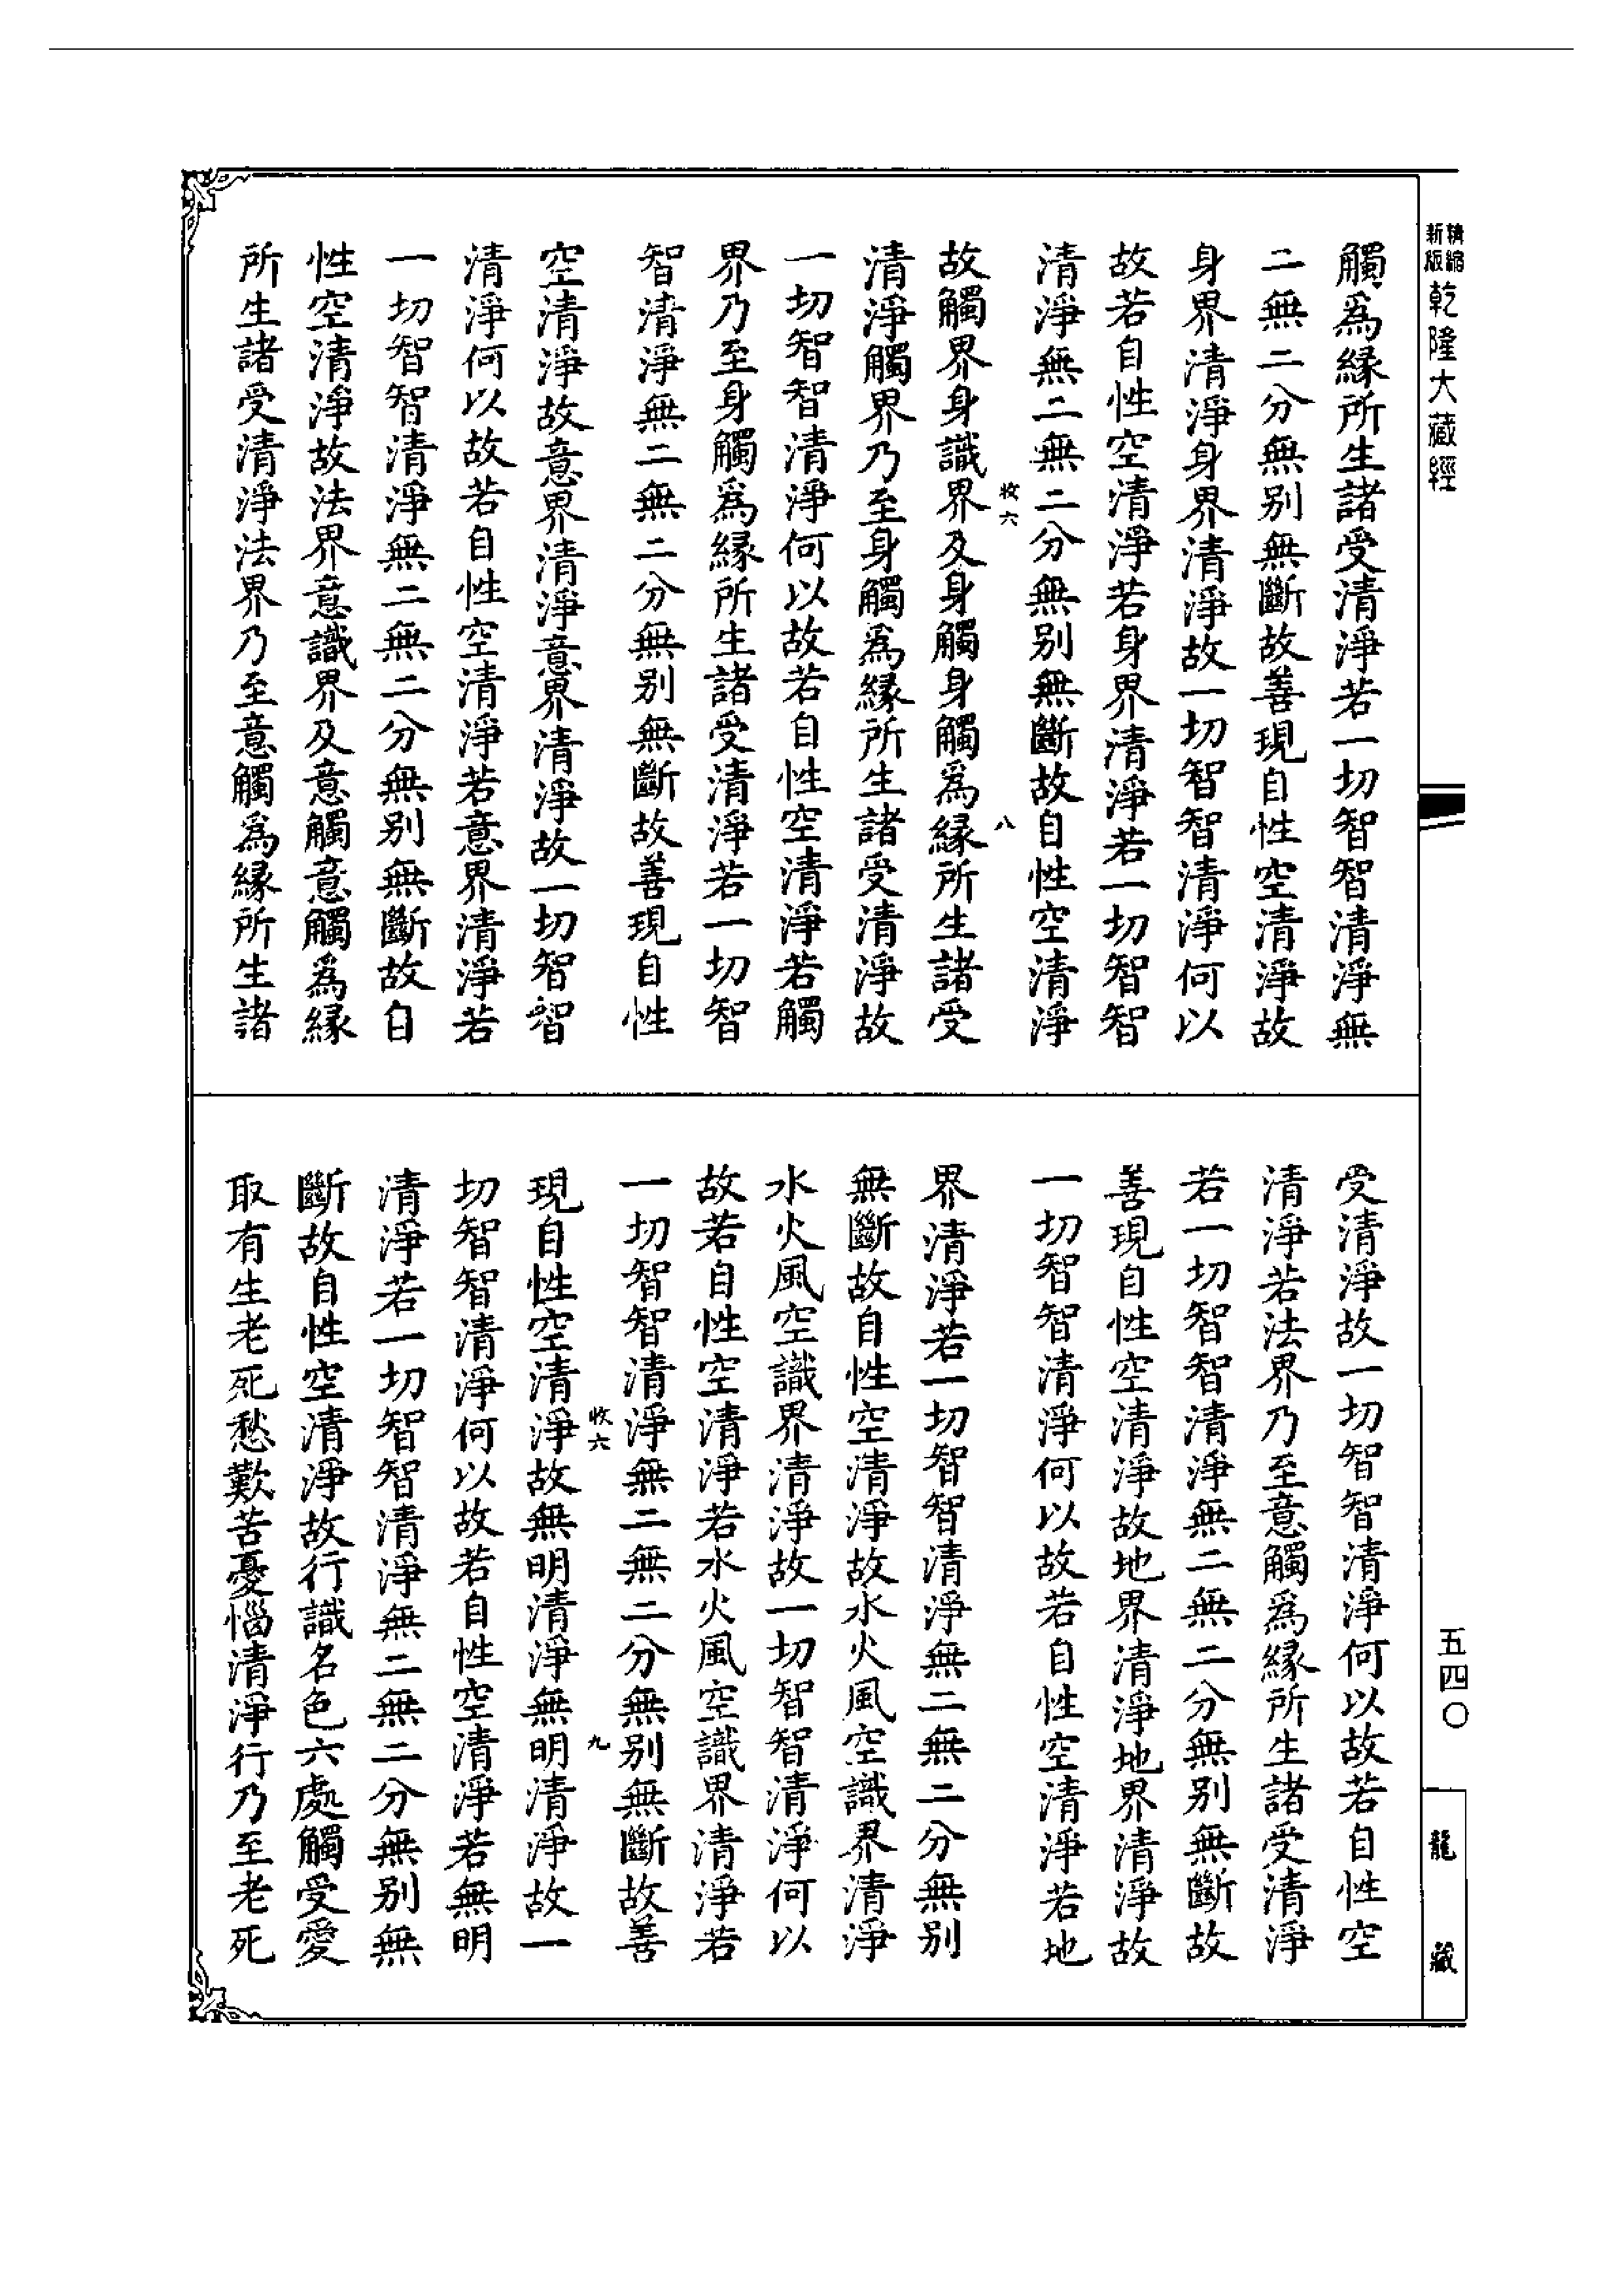 精縮
新版
乾隆大藏經
觸爲緣所生諸受清淨若一切智智清淨無
二無二分無別無斷故善現自性空清淨故
身界清淨身界清淨故一切智智清淨何以
故若自性空清淨若身界清淨若一切智智
清淨無二無二分無別無斷故自性空清淨
收六
八
故觸界身識界及身觸身觸爲緣所生諸受
清淨觸界乃至身觸爲緣所生諸受清淨故
一切智智清淨何以故若自性空清淨若觸
界乃至身觸爲緣所生諸受清淨若一切智
智清淨無二無二分無別無斷故善現自性
空清淨故意界清淨意界清淨故一切智智
清淨何以故若自性空清淨若意界清淨若
一切智智清淨無二無二分無別無斷故自
性空清淨故法界意識界及意觸意觸爲緣
所生諸受清淨法界乃至意觸爲緣所生諸
受清淨故一切智智清淨何以故若自性空
清淨若法界乃至意觸爲緣所生諸受清淨
若一切智智清淨無二無二分無別無斷故
善現自性空清淨故地界清淨地界清淨故
一切智智清淨何以故若自性空清淨若地
界清淨若一切智智清淨無二無二分無別
無斷故自性空清淨故水火風空識界清淨
水火風空識界清淨故一切智智清淨何以
故若自性空清淨若水火風空識界清淨若
一切智智清淨無二無二分無別無斷故善
收六
九
現自性空清淨故無明清淨無明清淨故一
切智智清淨何以故若自性空清淨若無明
清淨若一切智智清淨無二無二分無別無
斷故自性空清淨故行識名色六處觸受愛
取有生老死愁歎苦憂惱清淨行乃至老死
五四〇
龍藏